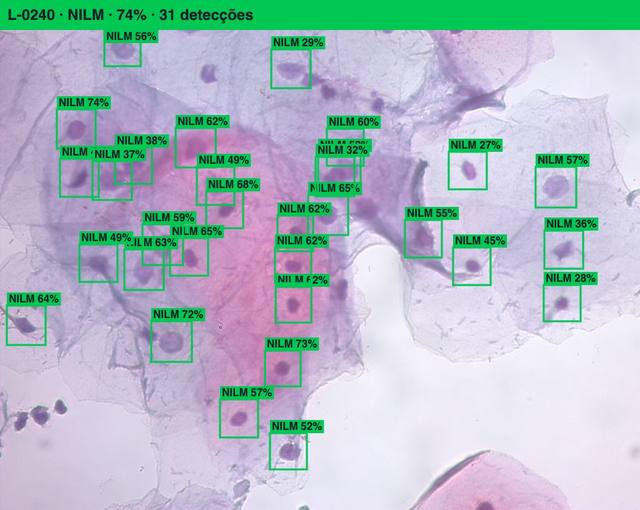 L-0240 · NILM · 74% · 31 detecções
NILM 56%
NILM 29%
NILM 74%
NILM 62%
NILM 60%
NILM 38%
NILM 32%
NILM 27%
NILM
NILM 37%
NILM 49%
NILM 57%
NILM 68%
NILM 65%
NILM 59%
NILM 62%
NILM 55%
NILM 65%
NILM 36%
NILM 49%
NILM 63%
NILM 62%
NILM 45%
NILM 28%
NILM 64%
NILM 72%
NILM 73%
NILM 57%
NILM 52%